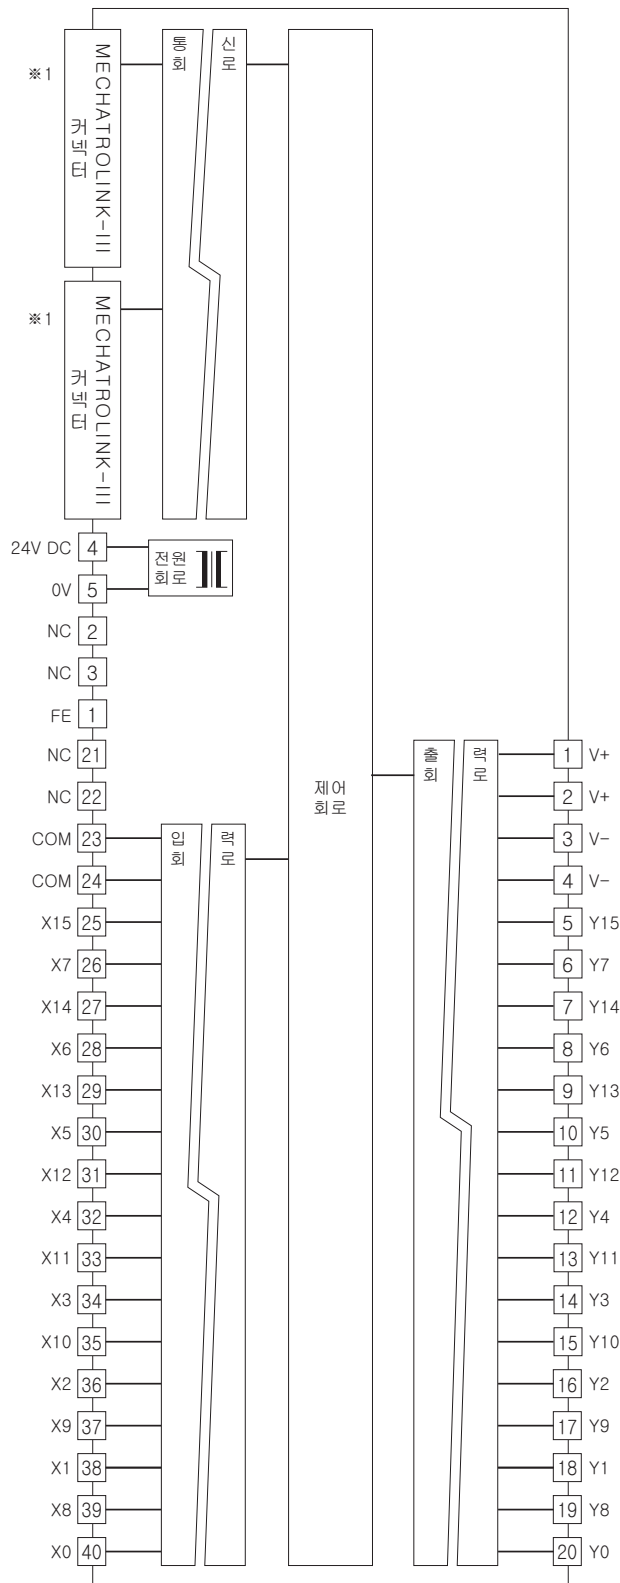 ※1
MECHATROLINK-III
커넥터
통신
회로
※1
MECHATROLINK-III
커넥터
24V DC 4
0V 5
전원
회로
NC 2
NC 3
FE 1
NC 21
NC 22
COM 23
COM 24
X15 25
X7 26
X14 27
X6 28
X13 29
X5 30
X12 31
X4 32
X11 33
X3 34
X10 35
X2 36
X9 37
X1 38
X8 39
X0 40
입력
회로
제어
회로
출력
회로
1 V+
2 V+
3 V-
4 V-
5 Y15
6 Y7
7 Y14
8 Y6
9 Y13
10 Y5
11 Y12
12 Y4
13 Y11
14 Y3
15 Y10
16 Y2
17 Y9
18 Y1
19 Y8
20 Y0